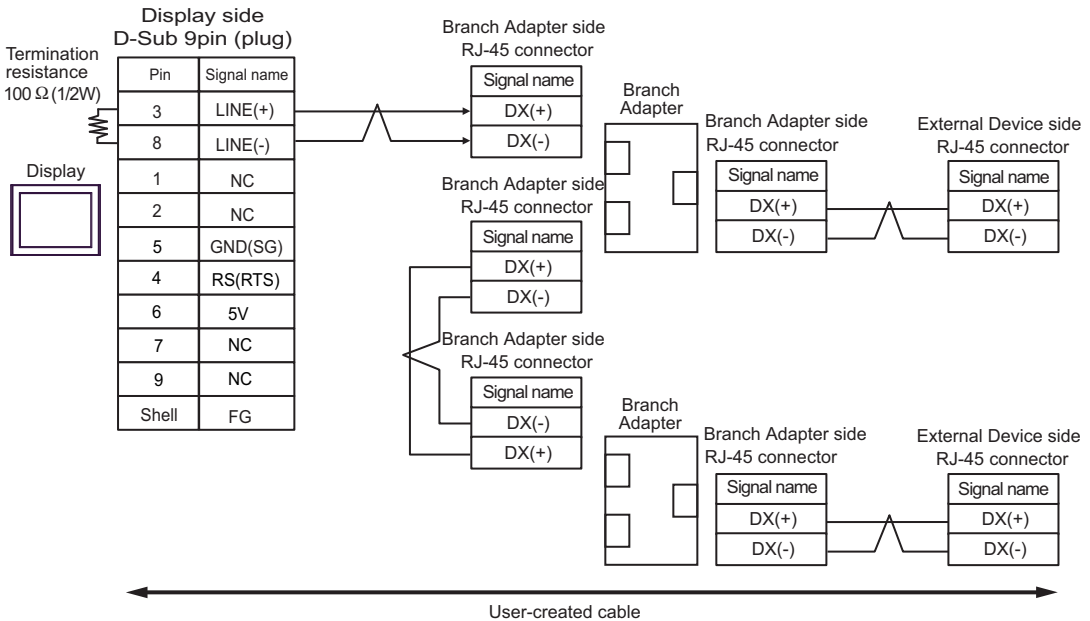 Display side
D-Sub 9pin (plug)
Termination
resistance
100 Ω (1/2W)
Display
Pin Signal name
3 LINE(+)
8 LINE(-)
1 NC
2 NC
5 GND(SG)
4 RS(RTS)
6 5V
7 NC
9 NC
Shell FG
Branch Adapter side
RJ-45 connector
Signal name
DX(+)
DX(-)
Branch Adapter side
RJ-45 connector
Signal name
DX(+)
DX(-)
Branch Adapter side
RJ-45 connector
Signal name
DX(-)
DX(+)
Branch
Adapter
Branch Adapter side
RJ-45 connector
Signal name
DX(+)
DX(-)
External Device side
RJ-45 connector
Signal name
DX(+)
DX(-)
Branch
Adapter
Branch Adapter side
RJ-45 connector
Signal name
DX(+)
DX(-)
External Device side
RJ-45 connector
Signal name
DX(+)
DX(-)
User-created cable